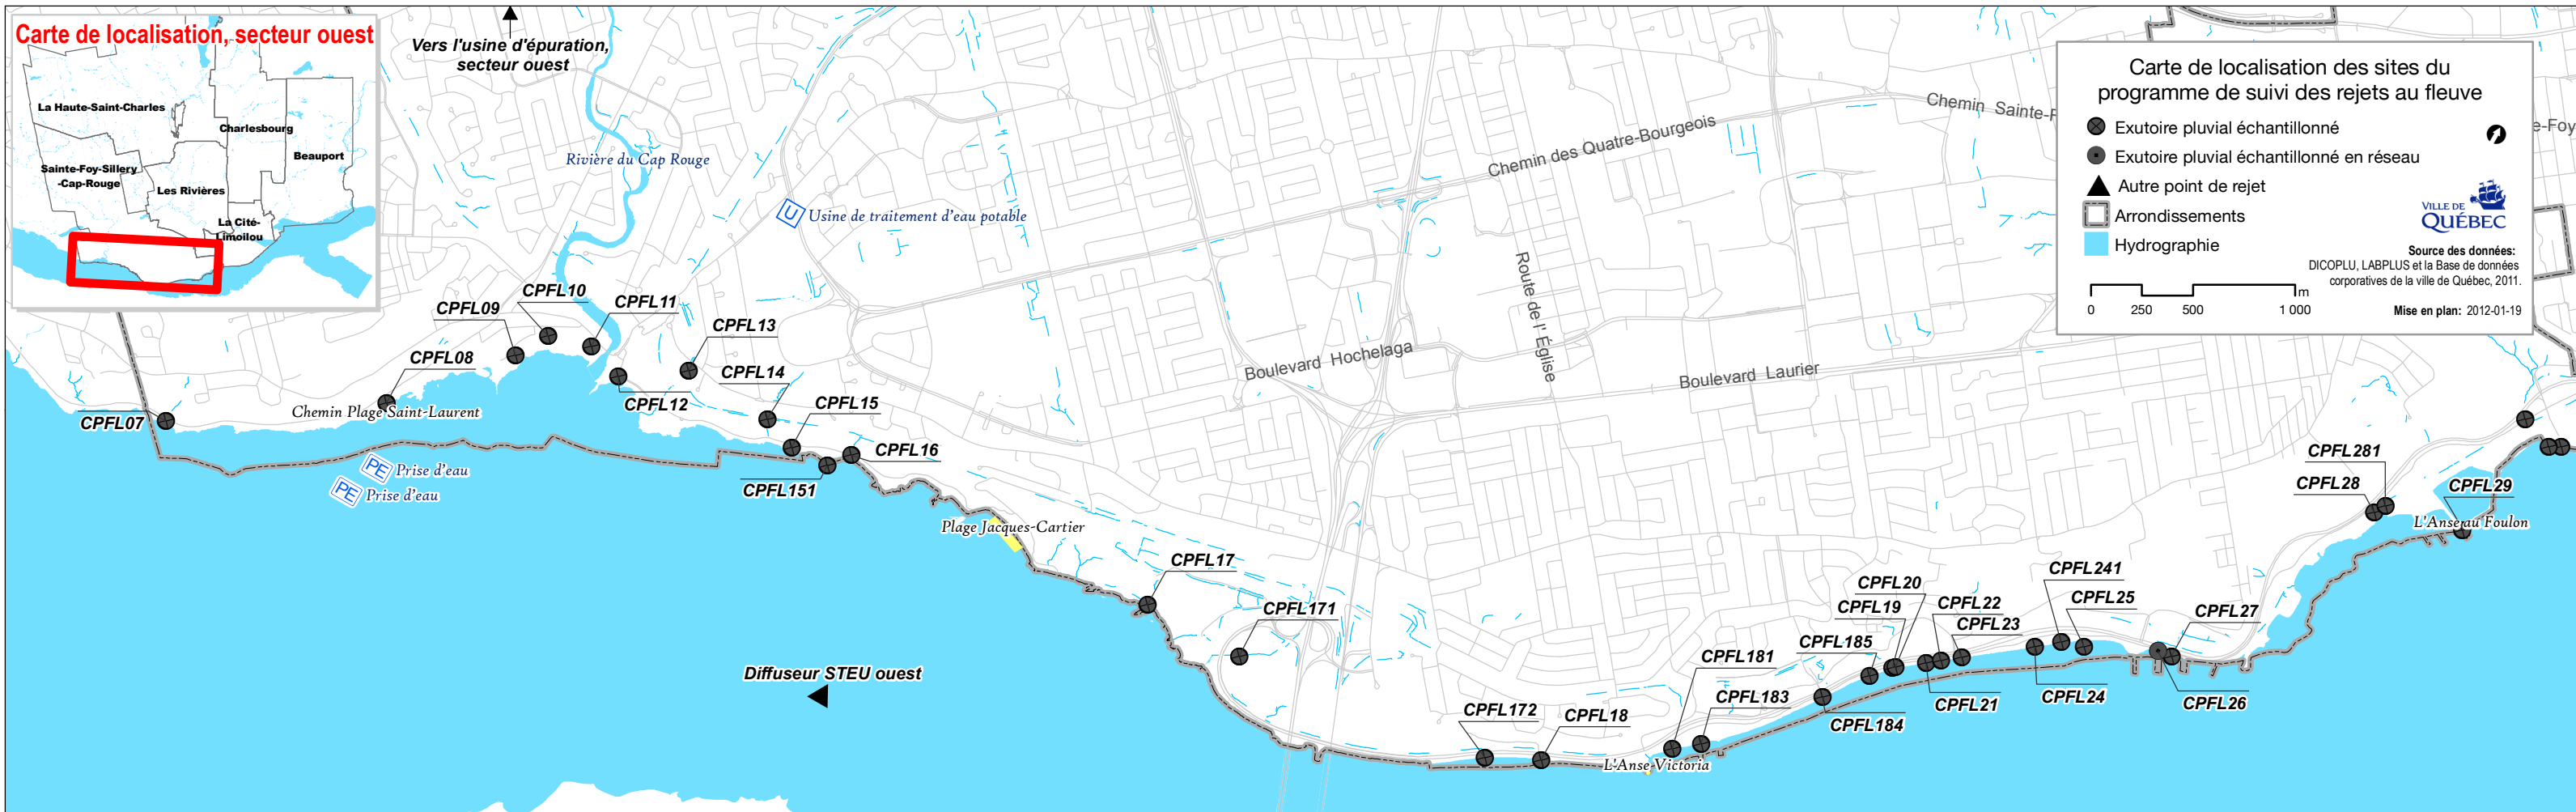 Carte de localisation, secteur ouest
La Haute-Saint-Charles
Charlesbourg
Beauport
Sainte-Foy-Sillery
-Cap-Rouge
Les Rivières
La Cité-
Limoilou
Vers l'usine d'épuration,
secteur ouest
Rivière du Cap Rouge
U Usine de traitement d'eau potable
Chemin des Quatre-Bourgeois
Chemin Sainte-F
e-Foy
Route de l' Église
Boulevard Hochelaga
Boulevard Laurier
Carte de localisation des sites du
programme de suivi des rejets au fleuve
Exutoire pluvial échantillonné
Exutoire pluvial échantillonné en réseau
Autre point de rejet
Arrondissements
Hydrographie
VILLE DE
QUÉBEC
Source des données:
DICOPLU, LABPLUS et la Base de données
corporatives de la ville de Québec, 2011.
m
0 250 500 1 000
Mise en plan: 2012-01-19
CPFL07
CPFL08
CPFL09
CPFL10
CPFL11
CPFL12
CPFL13
CPFL14
CPFL15
CPFL151
CPFL16
Chemin Plage Saint-Laurent
PE Prise d'eau
PE Prise d'eau
Plage Jacques-Cartier
CPFL17
CPFL171
Diffuseur STEU ouest
CPFL172
CPFL18
L'Anse-Victoria
CPFL181
CPFL183
CPFL184
CPFL185
CPFL19
CPFL20
CPFL21
CPFL22
CPFL23
CPFL24
CPFL241
CPFL25
CPFL26
CPFL27
CPFL28
CPFL281
CPFL29
L'Anse au Foulon